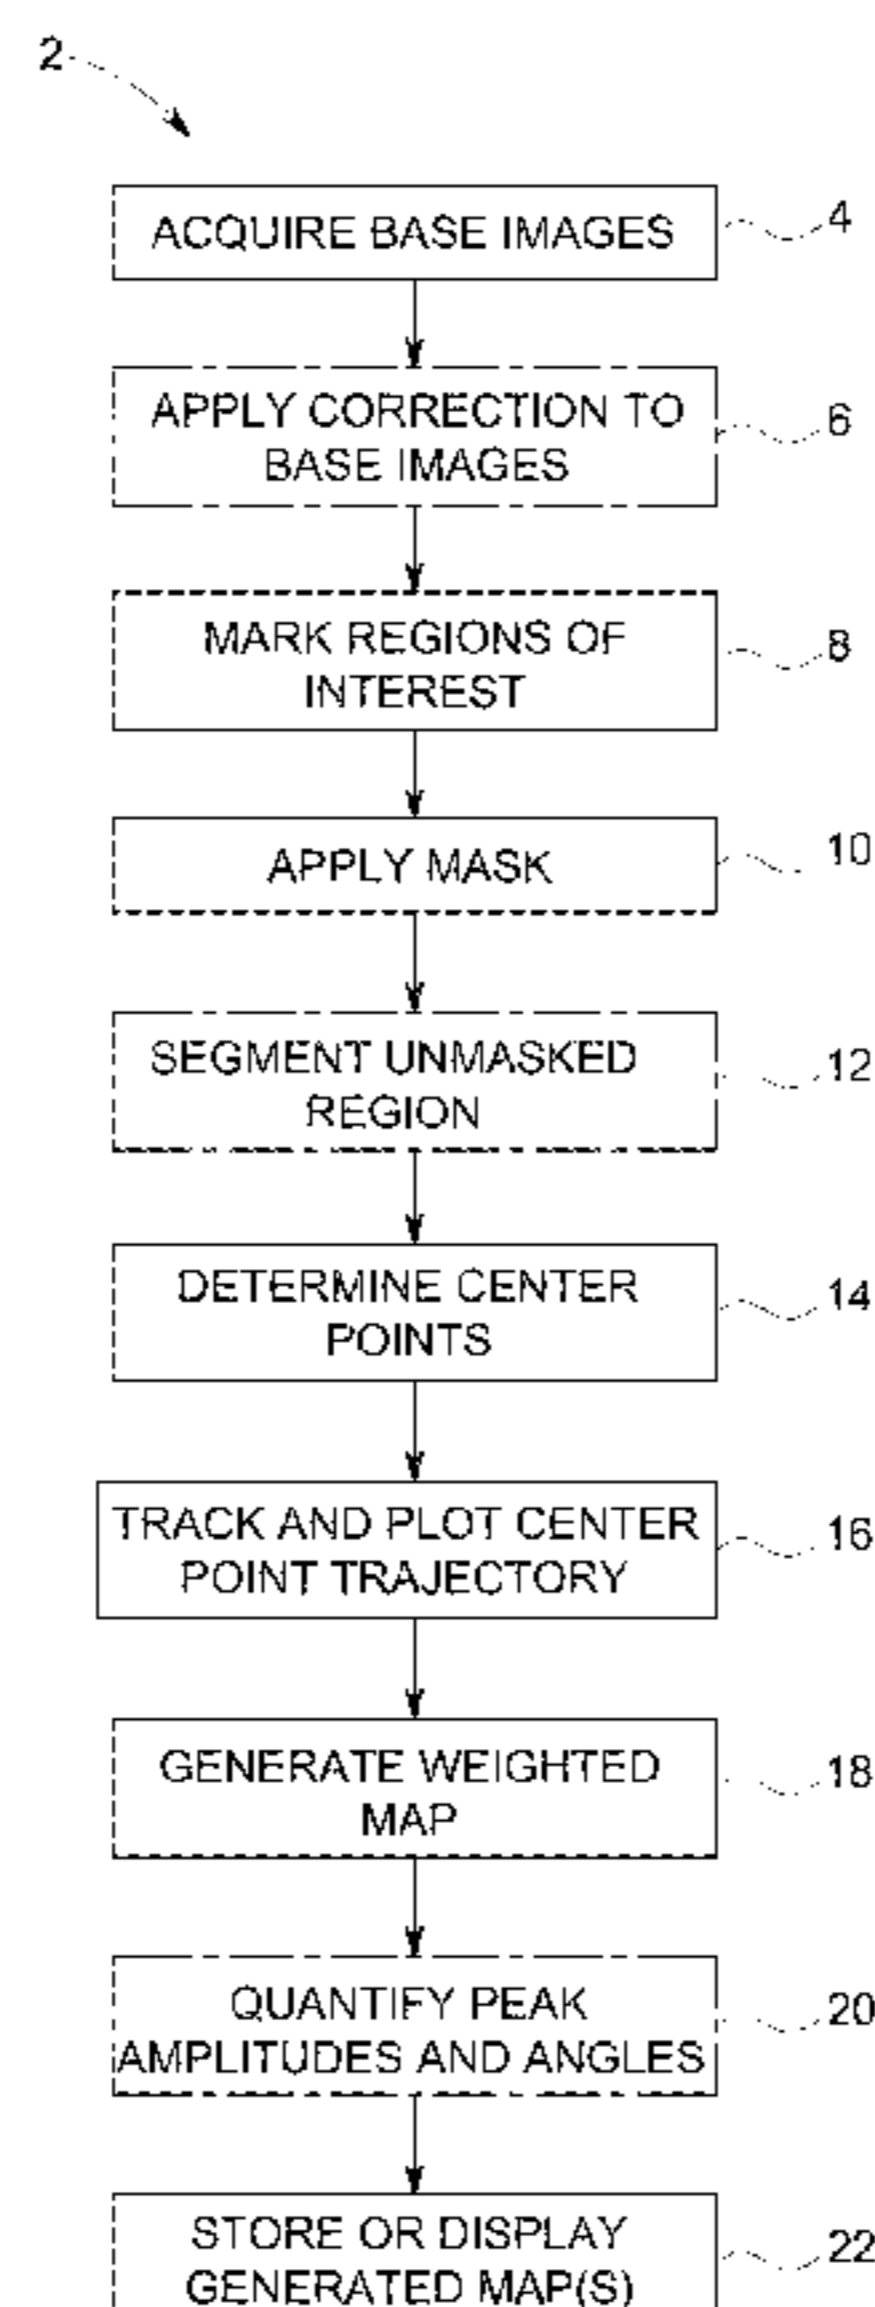 2
ACQUIRE BASE IMAGES
4
APPLY CORRECTION TO
BASE IMAGES
6
MARK REGIONS OF
INTEREST
8
APPLY MASK
10
SEGMENT UNMASKED
REGION
12
DETERMINE CENTER
POINTS
14
TRACK AND PLOT CENTER
POINT TRAJECTORY
16
GENERATE WEIGHTED
MAP
18
QUANTIFY PEAK
AMPLITUDES AND ANGLES
20
STORE OR DISPLAY
GENERATED MAP(S)
22